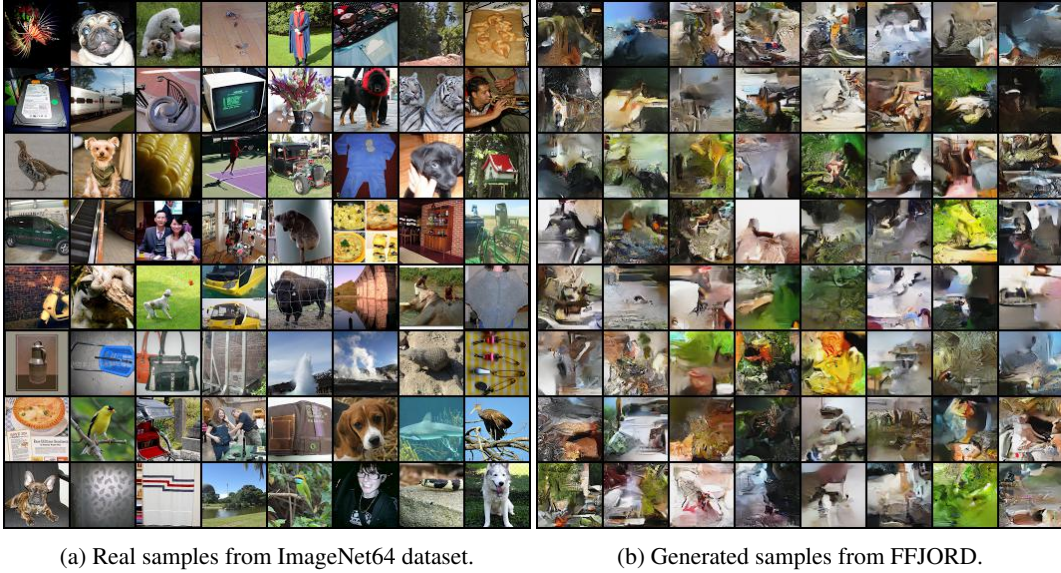 (a) Real samples from ImageNet64 dataset.
(b) Generated samples from FFJORD.